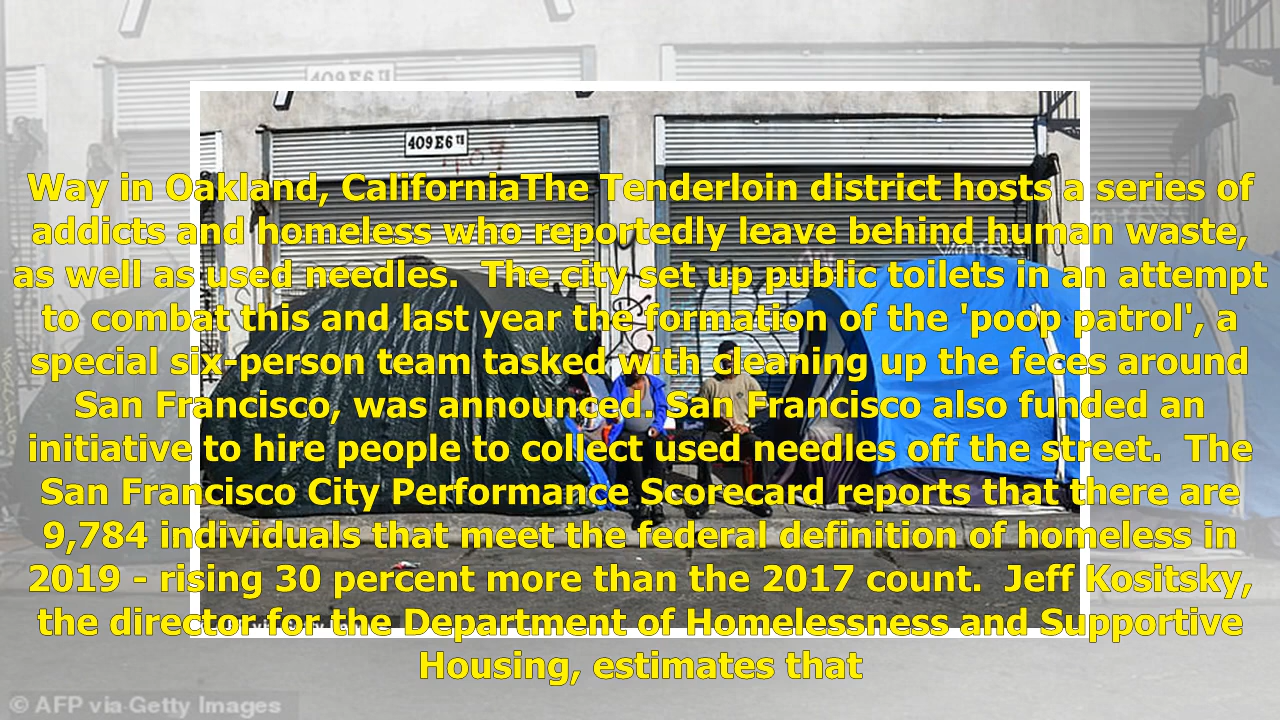 409E6TH
Way in Oakland, CaliforniaThe Tenderloin district hosts a series of
addicts and homeless who reportedly leave behind human waste,
as well as used needles.  The city set up public toilets in an attempt
to combat this and last year the formation of the 'poop patrol', a
special six-person team tasked with cleaning up the feces around
San Francisco, was announced. San Francisco also funded an
initiative to hire people to collect used needles off the street.  The
San Francisco City Performance Scorecard reports that there are
9,784 individuals that meet the federal definition of homeless in
2019 - rising 30 percent more than the 2017 count.  Jeff Kositsky,
the director for the Department of Homelessness and Supportive
Housing, estimates that
© AFP via Getty Images